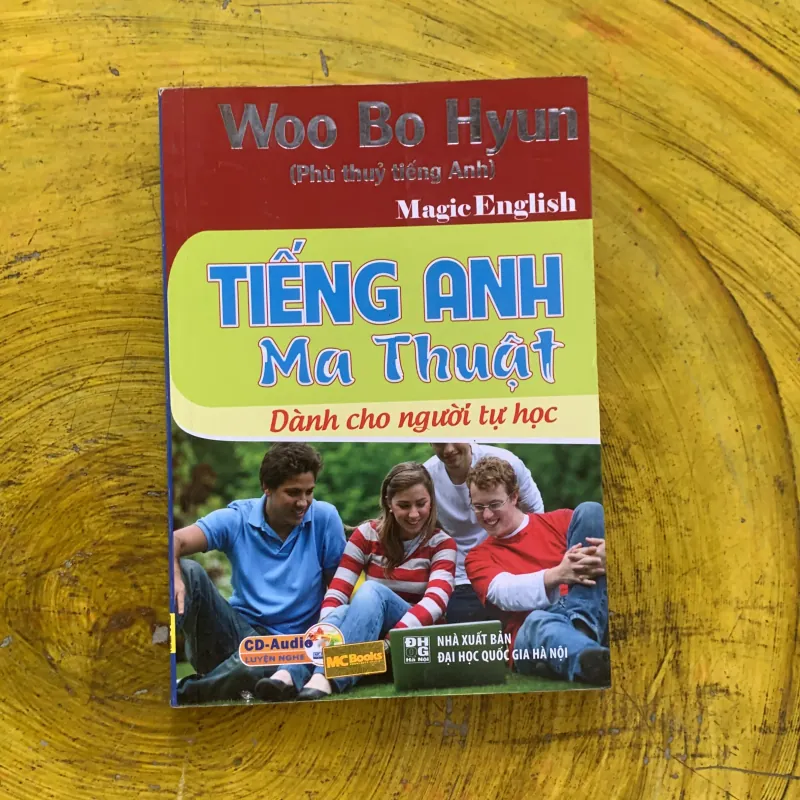 Woo Bo Hyun
(Phù thuỷ tiếng Anh)
Magic English
TIẾNG ANH
Ma Thuật
Dành cho người tự học
CD-Audio
LUYỆN NGHE
MCBooks
ĐHQG
Hà Nội
NHÀ XUẤT BẢN
ĐẠI HỌC QUỐC GIA HÀ NỘI